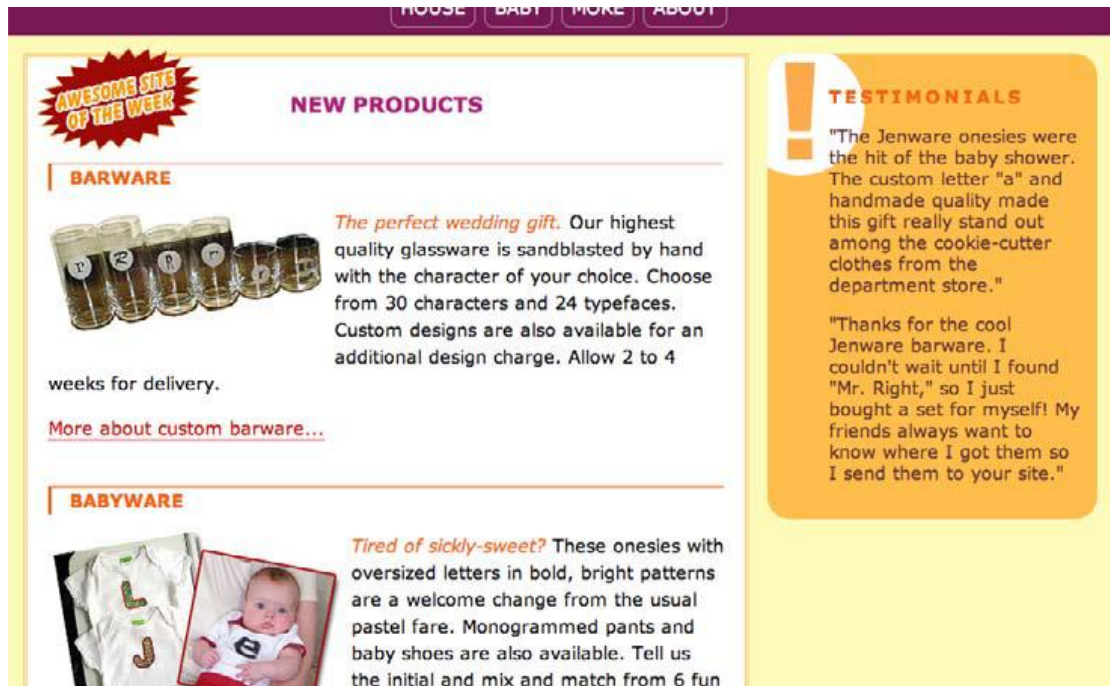 HOUSE BABY MORE ABOUT
AWESOME SITE
OF THE WEEK
NEW PRODUCTS
BARWARE
The perfect wedding gift. Our highest
quality glassware is sandblasted by hand
with the character of your choice. Choose
from 30 characters and 24 typefaces.
Custom designs are also available for an
additional design charge. Allow 2 to 4
weeks for delivery.
More about custom barware...
BABYWARE
Tired of sickly-sweet? These onesies with
oversized letters in bold, bright patterns
are a welcome change from the usual
pastel fare. Monogrammed pants and
baby shoes are also available. Tell us
the initial and mix and match from 6 fun
L
J
e
!
TESTIMONIALS
"The Jenware onesies were
the hit of the baby shower.
The custom letter "a" and
handmade quality made
this gift really stand out
among the cookie-cutter
clothes from the
department store."
"Thanks for the cool
Jenware barware. I
couldn't wait until I found
"Mr. Right," so I just
bought a set for myself! My
friends always want to
know where I got them so
I send them to your site."